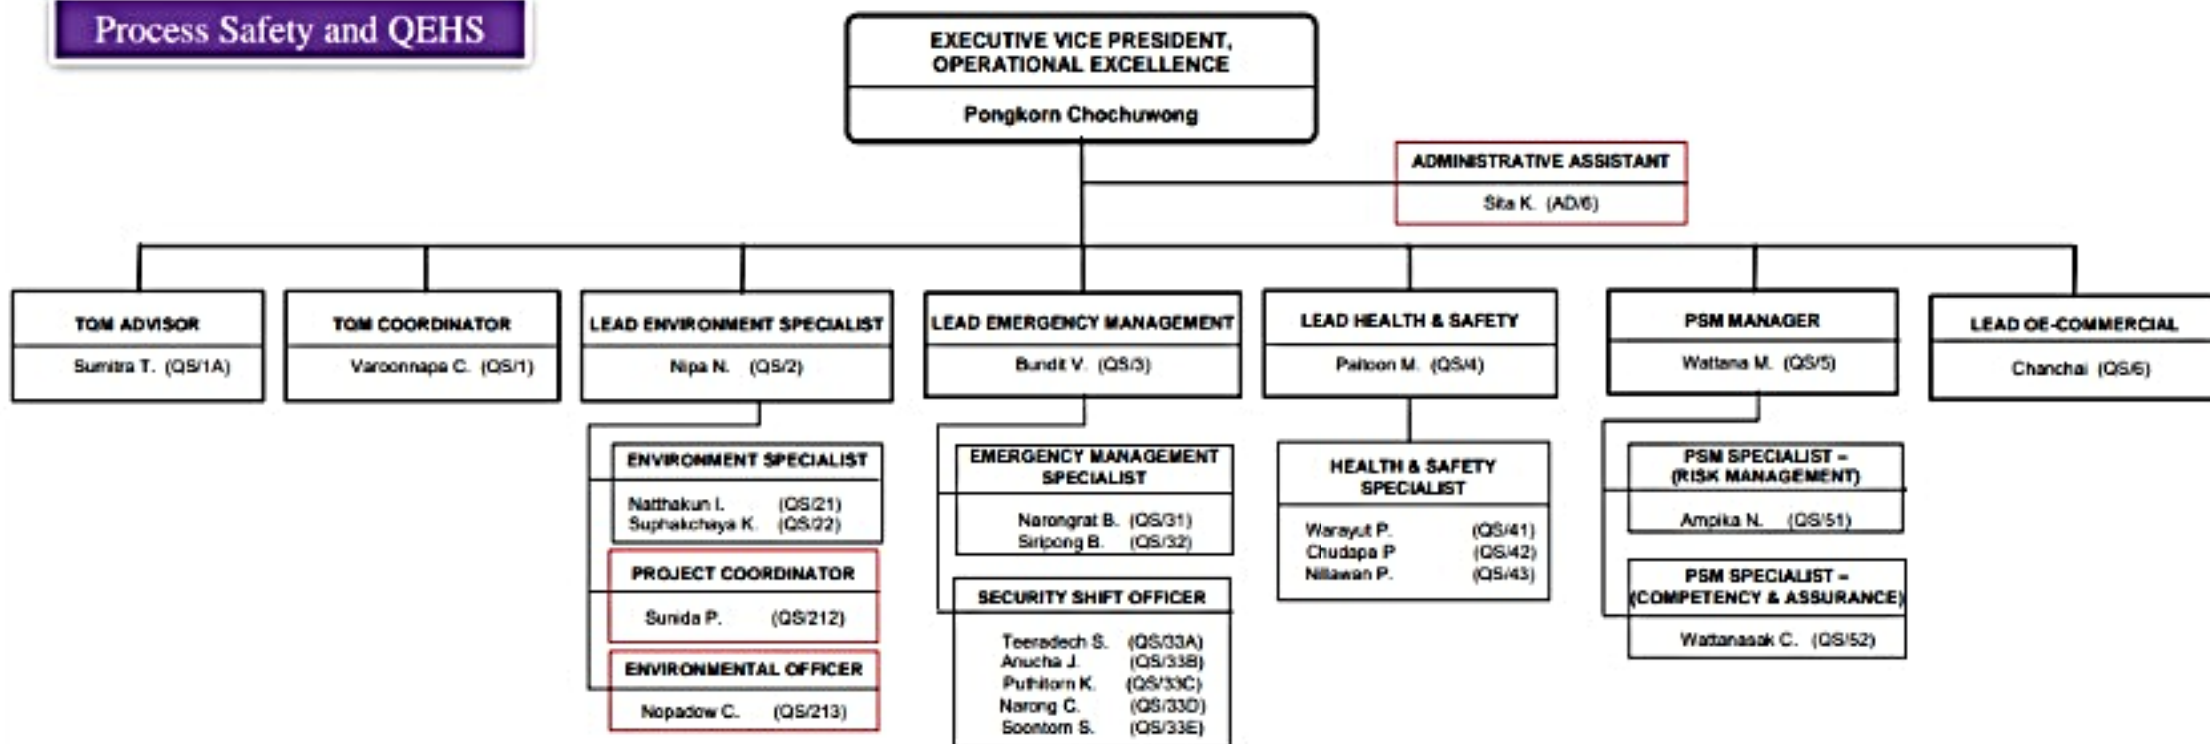 Process Safety and QEHS
EXECUTIVE VICE PRESIDENT,
OPERATIONAL EXCELLENCE
Pongkorn Chochuwong
ADMINISTRATIVE ASSISTANT
Sita K. (AD/6)
TQM ADVISOR
Sumitra T. (QS/1A)
TQM COORDINATOR
Varoonnapa C. (QS/1)
LEAD ENVIRONMENT SPECIALIST
Nipa N. (QS/2)
LEAD EMERGENCY MANAGEMENT
Bundit V. (QS/3)
LEAD HEALTH & SAFETY
Paitoon M. (QS/4)
PSM MANAGER
Wattana M. (QS/5)
LEAD OE-COMMERCIAL
Chanchai (QS/6)
ENVIRONMENT SPECIALIST
Natthakun I. (QS/21)
Suphakchaya K. (QS/22)
PROJECT COORDINATOR
Sunida P. (QS/212)
ENVIRONMENTAL OFFICER
Nopadow C. (QS/213)
EMERGENCY MANAGEMENT
SPECIALIST
Narongrat B. (QS/31)
Siripong B. (QS/32)
SECURITY SHIFT OFFICER
Teeradech S. (QS/33A)
Anucha J. (QS/33B)
Puthitorn K. (QS/33C)
Narong C. (QS/33D)
Soontorn S. (QS/33E)
HEALTH & SAFETY
SPECIALIST
Warayut P. (QS/41)
Chudapa P (QS/42)
Nillawan P. (QS/43)
PSM SPECIALIST –
(RISK MANAGEMENT)
Ampika N. (QS/51)
PSM SPECIALIST –
(COMPETENCY & ASSURANCE)
Wattanasak C. (QS/52)